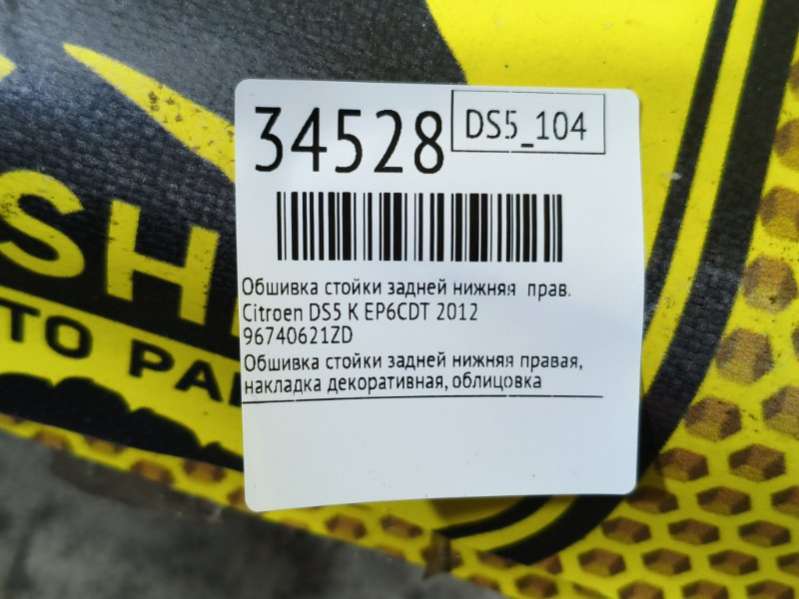 34528
DS5_104
Обшивка стойки задней нижняя прав.
Citroen DS5 K EP6CDT 2012
96740621ZD
Обшивка стойки задней нижняя правая,
накладка декоративная, облицовка
SH
TO PA